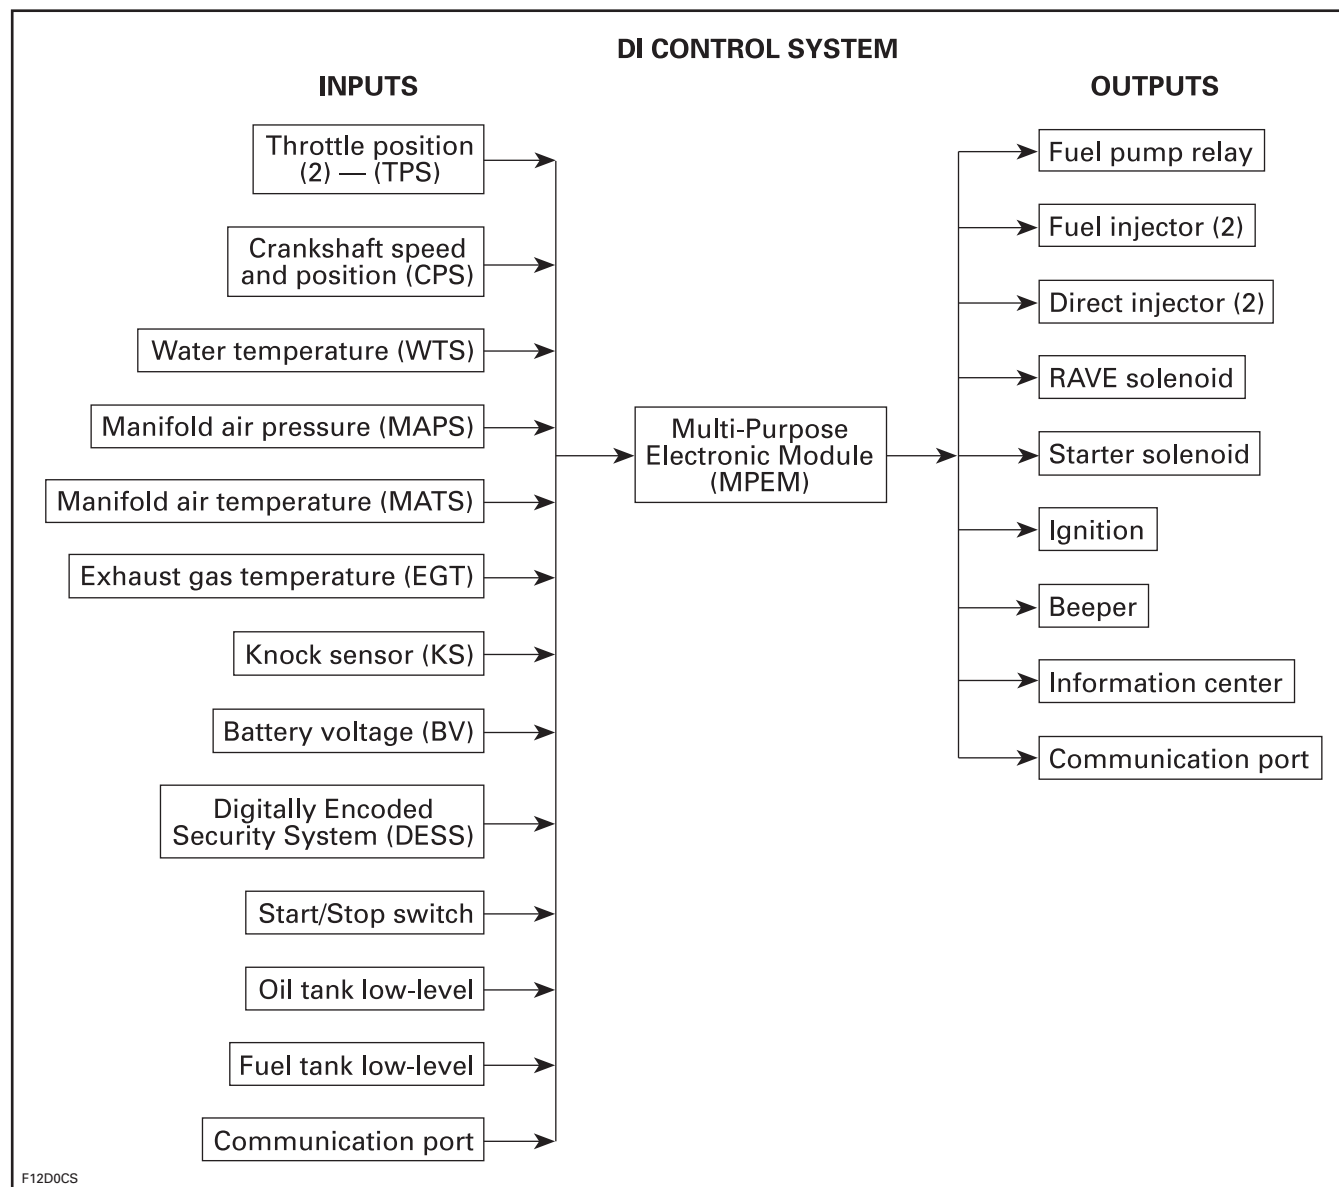 DI CONTROL SYSTEM
INPUTS
Throttle position
(2) — (TPS)
Crankshaft speed
and position (CPS)
Water temperature (WTS)
Manifold air pressure (MAPS)
Manifold air temperature (MATS)
Exhaust gas temperature (EGT)
Knock sensor (KS)
Battery voltage (BV)
Digitally Encoded
Security System (DESS)
Start/Stop switch
Oil tank low-level
Fuel tank low-level
Communication port
Multi-Purpose
Electronic Module
(MPEM)
OUTPUTS
Fuel pump relay
Fuel injector (2)
Direct injector (2)
RAVE solenoid
Starter solenoid
Ignition
Beeper
Information center
Communication port
F12D0CS